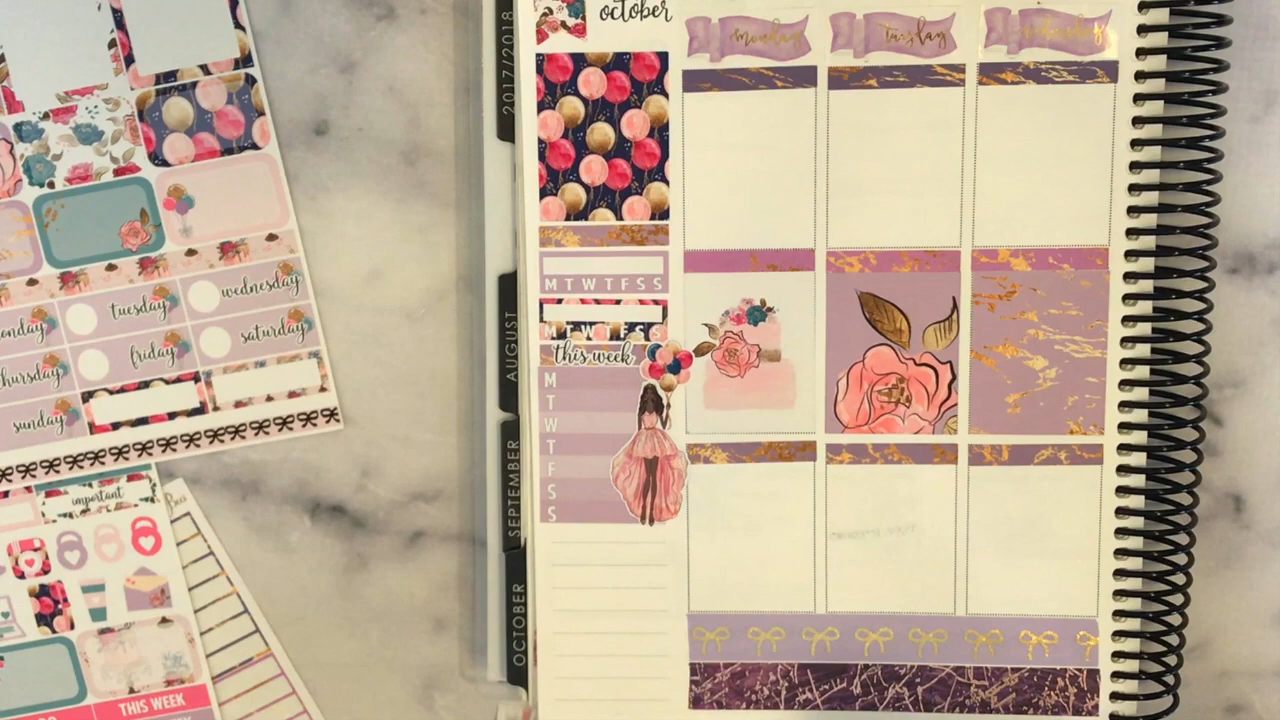 october
monday
tuesday
wednesday
2017/2018
AUGUST
SEPTEMBER
OCTOBER
M T W T F S S
M T W T F S S
this week
M
T
W
T
F
S
S
tuesday
wednesday
thursday
friday
saturday
sunday
important
THIS WEEK